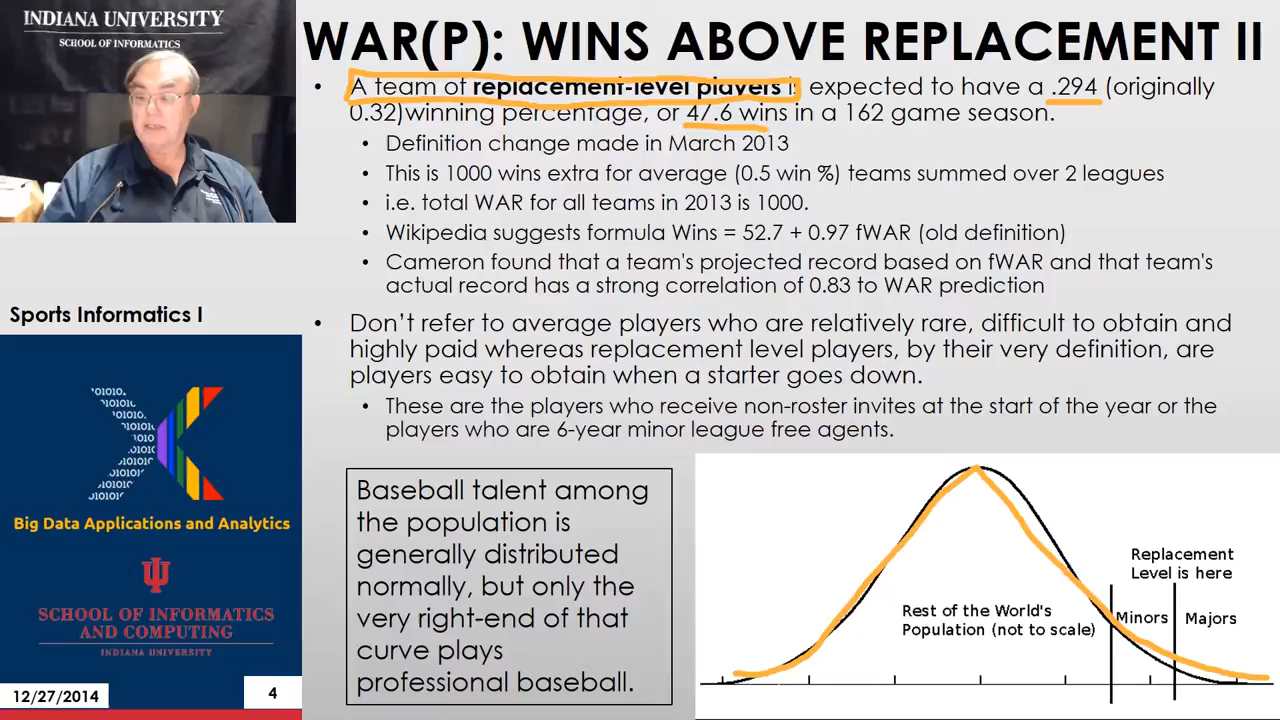 INDIANA UNIVERSITY
SCHOOL OF INFORMATICS
WAR(P): WINS ABOVE REPLACEMENT II
• A team of replacement-level players is expected to have a .294 (originally
0.32)winning percentage, or 47.6 wins in a 162 game season.
• Definition change made in March 2013
• This is 1000 wins extra for average (0.5 win %) teams summed over 2 leagues
• i.e. total WAR for all teams in 2013 is 1000.
• Wikipedia suggests formula Wins = 52.7 + 0.97 fWAR (old definition)
• Cameron found that a team's projected record based on fWAR and that team's
actual record has a strong correlation of 0.83 to WAR prediction
• Don't refer to average players who are relatively rare, difficult to obtain and
highly paid whereas replacement level players, by their very definition, are
players easy to obtain when a starter goes down.
• These are the players who receive non-roster invites at the start of the year or the
players who are 6-year minor league free agents.
Baseball talent among
the population is
generally distributed
normally, but only the
very right-end of that
curve plays
professional baseball.
Replacement
Level is here
Rest of the World's
Population (not to scale)
Minors
Majors
Sports Informatics I
01010101
01010101
01010101
01010101
01010101
01010101
01010101
01010101
Big Data Applications and Analytics
SCHOOL OF INFORMATICS
AND COMPUTING
INDIANA UNIVERSITY
12/27/2014
4